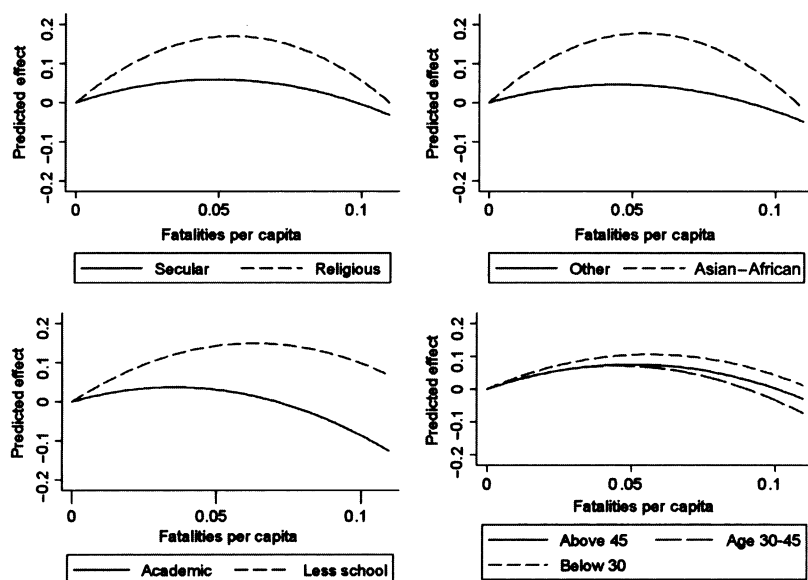 Predicted effect
0.2
0.1
0
−0.1
−0.2
0 0.05 0.1
Fatalities per capita
Secular Religious
Predicted effect
0.2
0.1
0
−0.1
−0.2
0 0.05 0.1
Fatalities per capita
Other Asian−African
Predicted effect
0.2
0.1
0
−0.1
−0.2
0 0.05 0.1
Fatalities per capita
Academic Less school
Predicted effect
0.2
0.1
0
−0.1
−0.2
0 0.05 0.1
Fatalities per capita
Above 45 Age 30-45
Below 30